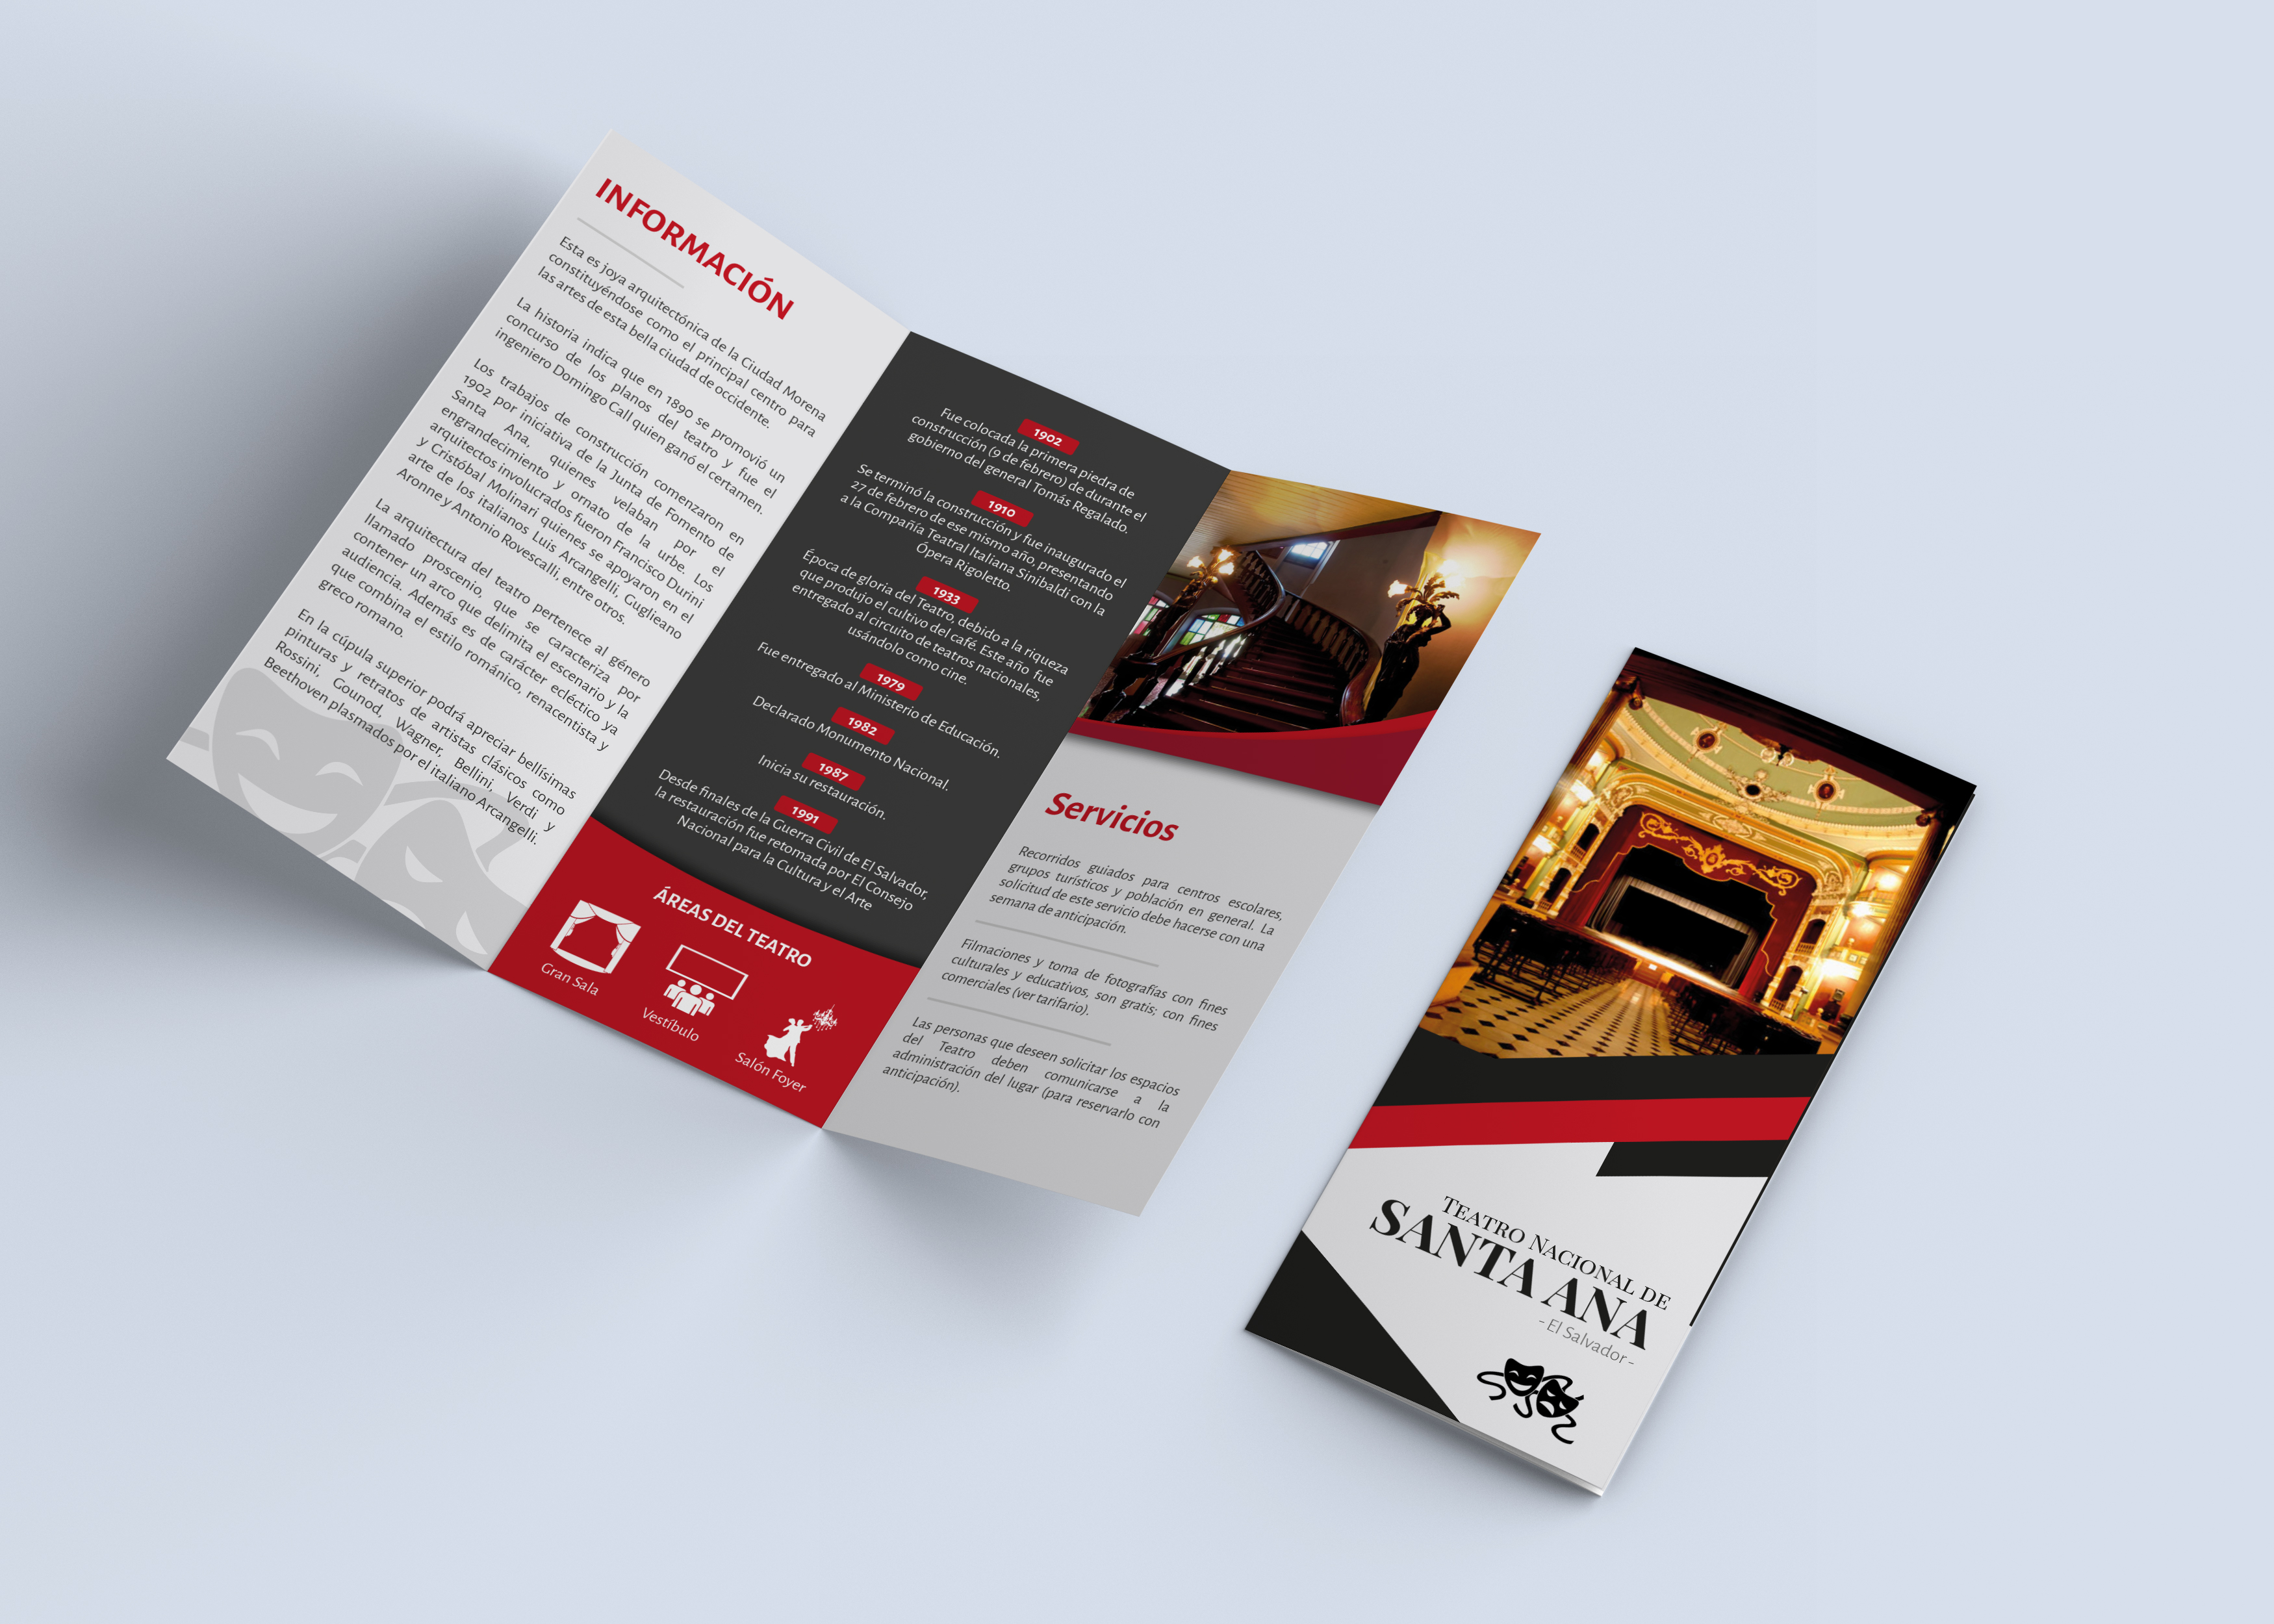 INFORMACIÓN
Esta es joya arquitectónica de la Ciudad Morena
constituyéndose como el principal centro para
las artes de esta bella ciudad de occidente.
La historia indica que en 1890 se promovió un
concurso de los planos del teatro y fue el
ingeniero Domingo Call quien ganó el certamen.
Los trabajos de construcción comenzaron en
1902 por iniciativa de la Junta de Fomento de
Santa Ana, quienes velaban por el
engrandecimiento y ornato de la urbe. Los
arquitectos involucrados fueron Francisco Durini
y Cristóbal Molinari quienes se apoyaron en el
arte de los italianos Luis Arcangelli, Guglieano
Aronne y Antonio Rovescalli, entre otros.
La arquitectura del teatro pertenece al género
llamado proscenio, que se caracteriza por
contener un arco que delimita el escenario y la
audiencia. Además es de carácter ecléctico ya
que combina el estilo románico, renacentista y
greco romano.
En la cúpula superior podrá apreciar bellísimas
pinturas y retratos de artistas clásicos como
Rossini, Gounod, Wagner, Bellini, Verdi y
Beethoven plasmados por el italiano Arcangelli.
1902
Fue colocada la primera piedra de
construcción (9 de febrero) de durante el
gobierno del general Tomás Regalado.
1910
Se terminó la construcción y fue inaugurado el
27 de febrero de ese mismo año, presentando
a la Compañía Teatral Italiana Sinibaldi con la
Ópera Rigoletto.
1933
Época de gloria del Teatro, debido a la riqueza
que produjo el cultivo del café. Este año fue
entregado al circuito de teatros nacionales,
usándolo como cine.
1979
Fue entregado al Ministerio de Educación.
1982
Declarado Monumento Nacional.
1987
Inicia su restauración.
1991
Desde finales de la Guerra Civil de El Salvador,
la restauración fue retomada por El Consejo
Nacional para la Cultura y el Arte
ÁREAS DEL TEATRO
Gran Sala
Vestíbulo
Salón Foyer
Servicios
Recorridos guiados para centros escolares,
grupos turísticos y población en general. La
solicitud de este servicio debe hacerse con una
semana de anticipación.
Filmaciones y toma de fotografías con fines
culturales y educativos, son gratis; con fines
comerciales (ver tarifario).
Las personas que deseen solicitar los espacios
del Teatro deben comunicarse a la
administración del lugar (para reservarlo con
anticipación).
TEATRO NACIONAL DE
SANTA ANA
- El Salvador -